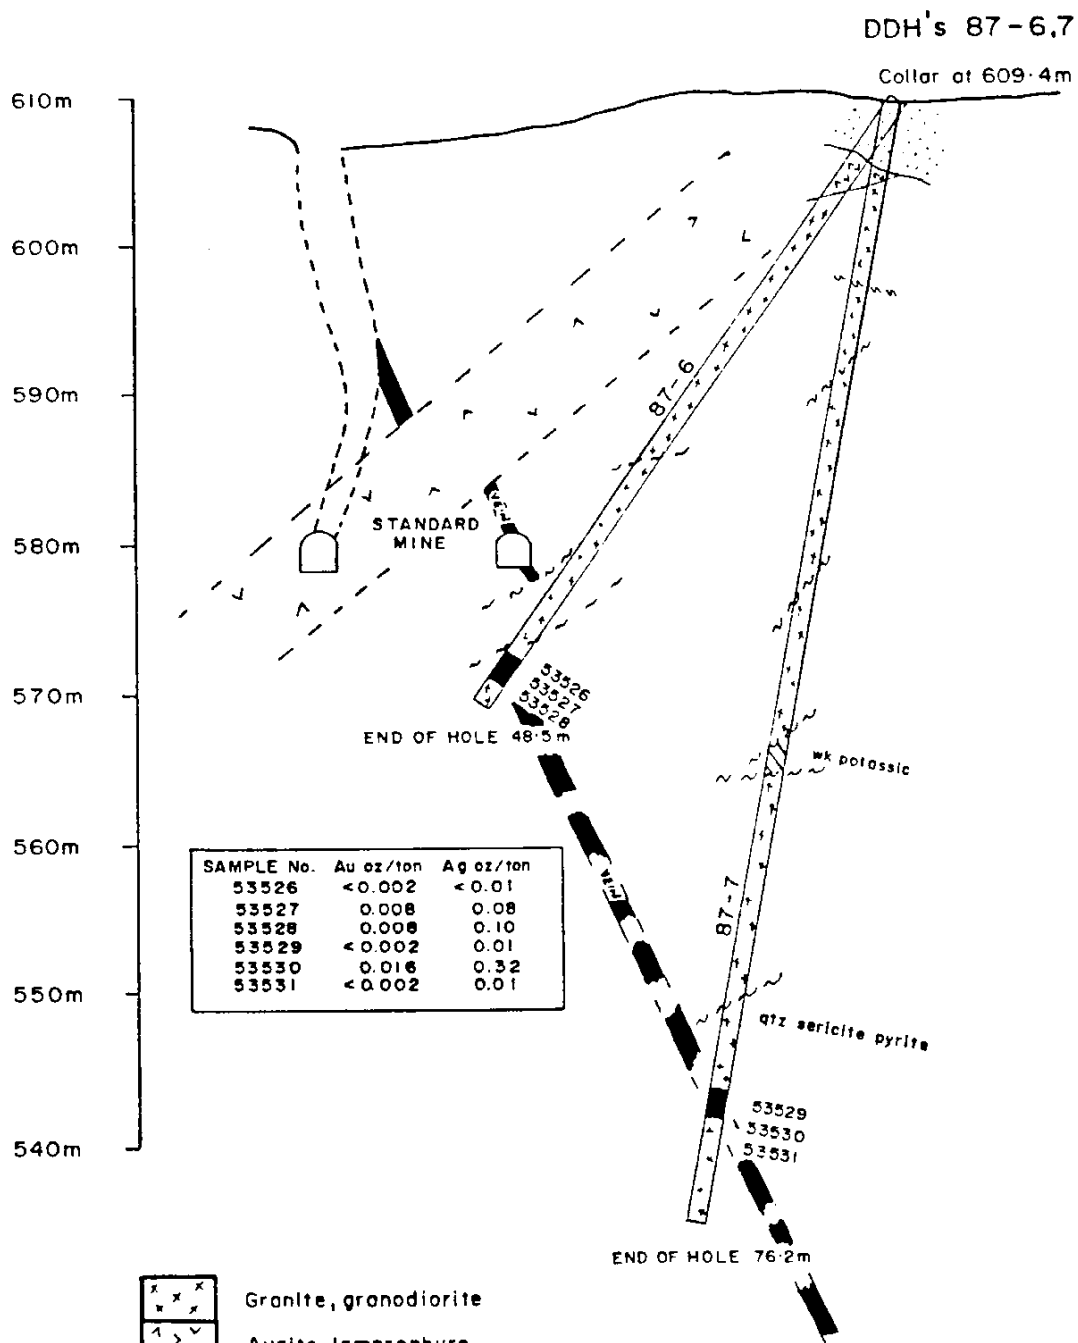 DDH's 87-6,7
Collar at 609·4m
610m
600m
590m
580m
570m
560m
550m
540m
87-6
STANDARD
MINE
VEIN
53526
53527
53528
END OF HOLE 48·5m
wk potassic
SAMPLE No. Au oz/ton Ag oz/ton
53526 <0.002 <0.01
53527 0.008 0.08
53528 0.008 0.10
53529 <0.002 0.01
53530 0.016 0.32
53531 <0.002 0.01
VEIN
87-7
qtz sericite pyrite
53529
53530
53531
END OF HOLE 76·2m
Granite, granodiorite
Augite lamprophyre